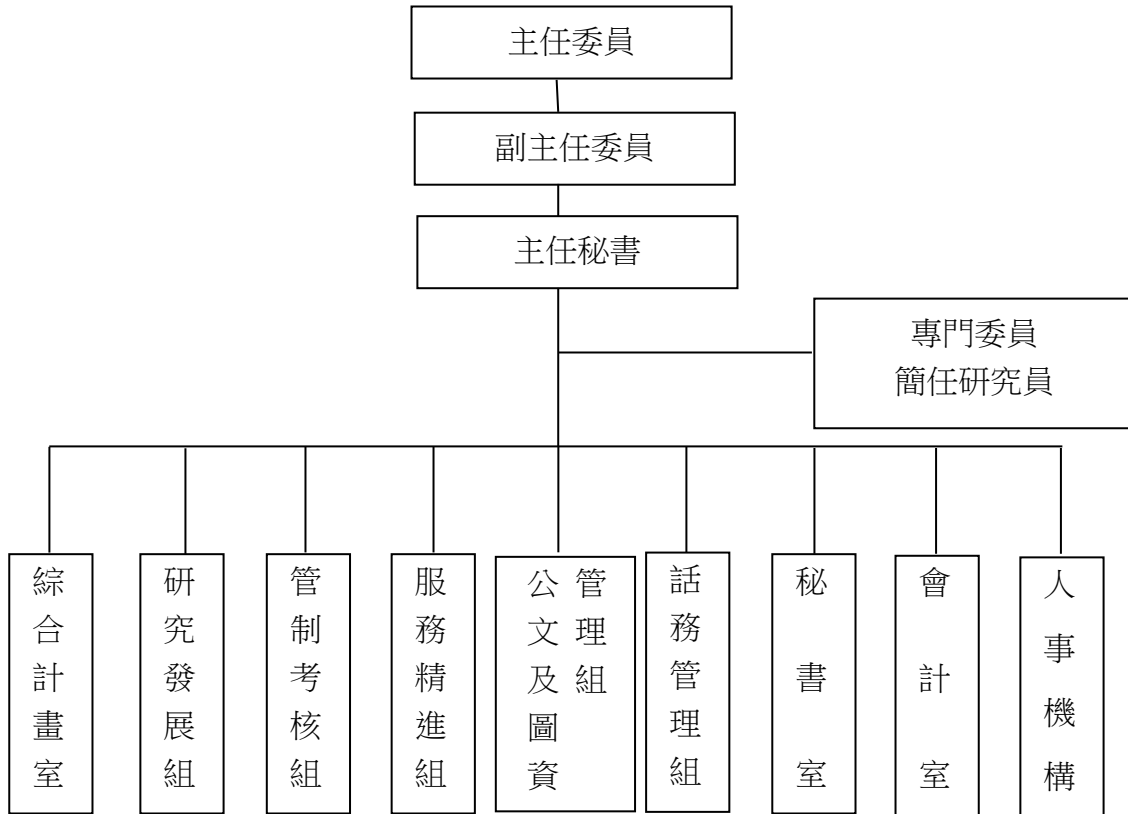 主任委員
副主任委員
主任秘書
專門委員
簡任研究員
綜合計畫室
研究發展組
管制考核組
服務精進組
公文及圖資
管理組
話務管理組
秘書室
會計室
人事機構